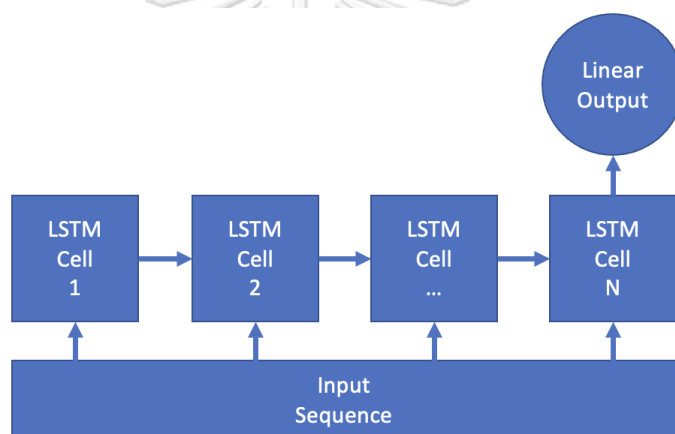 Linear
Output
LSTM
Cell
1
LSTM
Cell
2
LSTM
Cell
...
LSTM
Cell
N
Input
Sequence